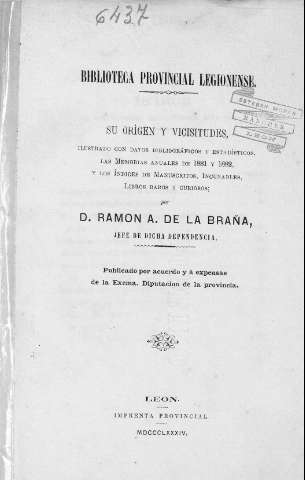 6437
BIBLIOTECA PROVINCIAL LEGIONENSE.
SU ORÍGEN Y VICISITUDES,
ILUSTRADO CON DATOS BIBLIOGRÁFICOS Y ESTADÍSTICOS,
LAS MEMORIAS ANUALES DE 1881 Y 1882,
Y LOS ÍNDICES DE MANUSCRITOS, INCUNABLES,
LIBROS RAROS Y CURIOSOS;
por
D. RAMON A. DE LA BRAÑA,
JEFE DE DICHA DEPENDENCIA.
Publicado por acuerdo y á expensas
de la Excma. Diputacion de la provincia.
LEON.
IMPRENTA PROVINCIAL
MDCCCLXXXIV.